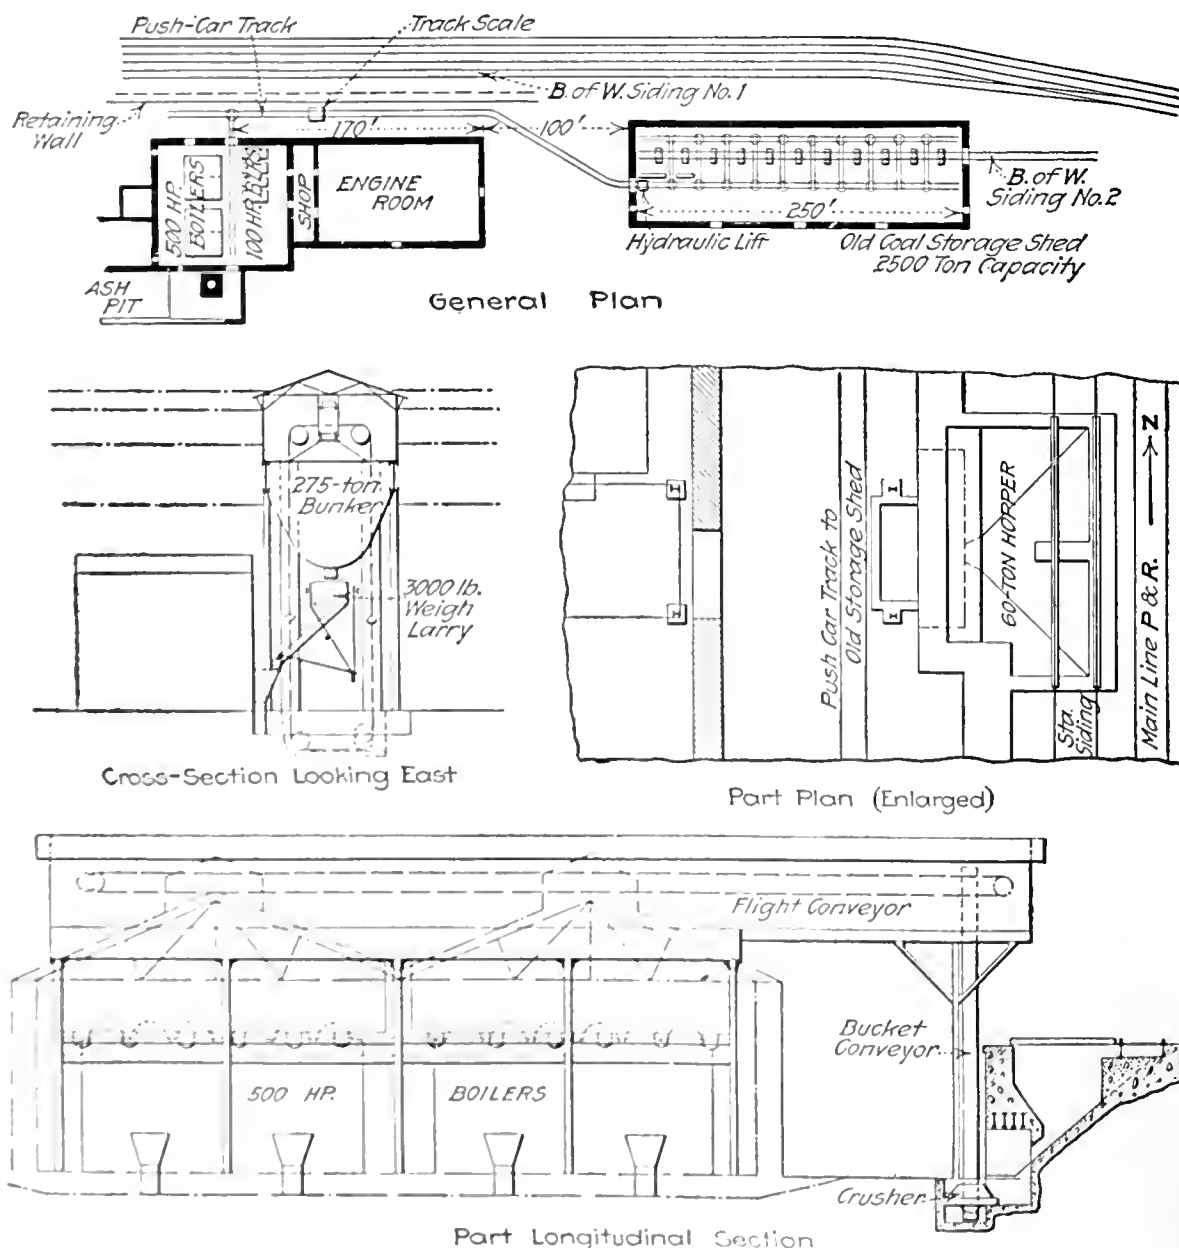 Push-Car Track
Track Scale
B. of W. Siding No. 1
Retaining
Wall
170'
100'
500 HP.
BOILERS
100 HP. BLRS
SHOP
ENGINE
ROOM
B. of W.
Siding No. 2
250'
Hydraulic Lift
Old Coal Storage Shed
2500 Ton Capacity
ASH
PIT
General Plan
275-ton
Bunker
3000 lb.
Weigh
Larry
Cross-Section Looking East
Push Car Track to
Old Storage Shed
60-TON HOPPER
Sta.
Siding
Main Line P. & R.
N
Part Plan (Enlarged)
Flight Conveyor
Bucket
Conveyor
500 HP.
BOILERS
Crusher
Part Longitudinal Section